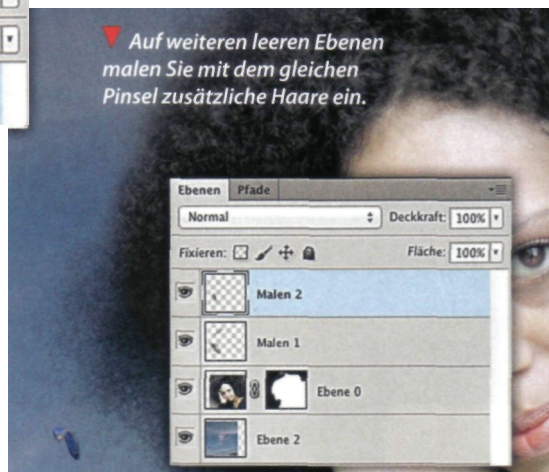 Auf weiteren leeren Ebenen
malen Sie mit dem gleichen
Pinsel zusätzliche Haare ein.
Ebenen Pfade
Normal Deckkraft: 100%
Fixieren: Fläche: 100%
Malen 2
Malen 1
Ebene 0
Ebene 2